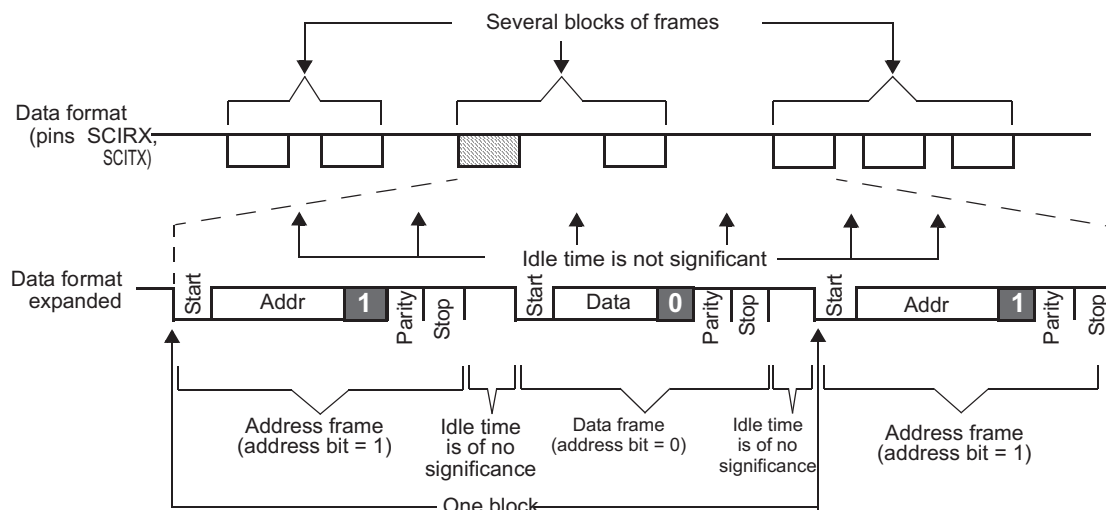 Several blocks of frames
Data format
(pins SCIRX,
SCITX)
Idle time is not significant
Data format
expanded
Start
Addr
1
Parity
Stop
Start
Data
0
Parity
Stop
Start
Addr
1
Parity
Stop
Address frame
(address bit = 1)
Idle time
is of no
significance
Data frame
(address bit = 0)
Idle time
is of no
significance
Address frame
(address bit = 1)
One block